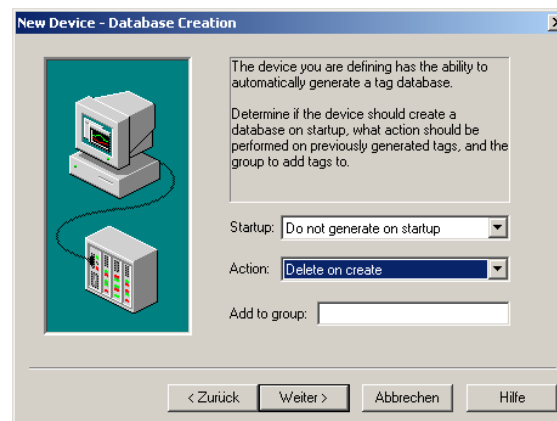 New Device - Database Creation
The device you are defining has the ability to
automatically generate a tag database.
Determine if the device should create a
database on startup, what action should be
performed on previously generated tags, and the
group to add tags to.
Startup: Do not generate on startup
Action: Delete on create
Add to group:
< Zurück Weiter > Abbrechen Hilfe